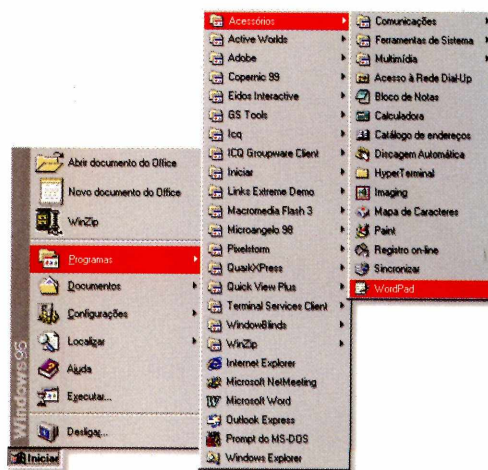 Abrir documento do Office
Novo documento do Office
WinZip
Programas
Documentos
Configurações
Localizar
Ajuda
Executar...
Desligar...
Windows95
Iniciar
Acessórios
Active Worlds
Adobe
Copernic 99
Eidos Interactive
GS Tools
Icq
ICQ Groupware Client
Iniciar
Links Extreme Demo
Macromedia Flash 3
Microangelo 98
Pixelstorm
QuarkXPress
Quick View Plus
Terminal Services Client
WindowBlinds
WinZip
Internet Explorer
Microsoft NetMeeting
Microsoft Word
Outlook Express
Prompt do MS-DOS
Windows Explorer
Comunicações
Ferramentas de Sistema
Multimídia
Acesso à Rede Dial-Up
Bloco de Notas
Calculadora
Catálogo de endereços
Discagem Automática
HyperTerminal
Imaging
Mapa de Caracteres
Paint
Registro on-line
Sincronizar
WordPad